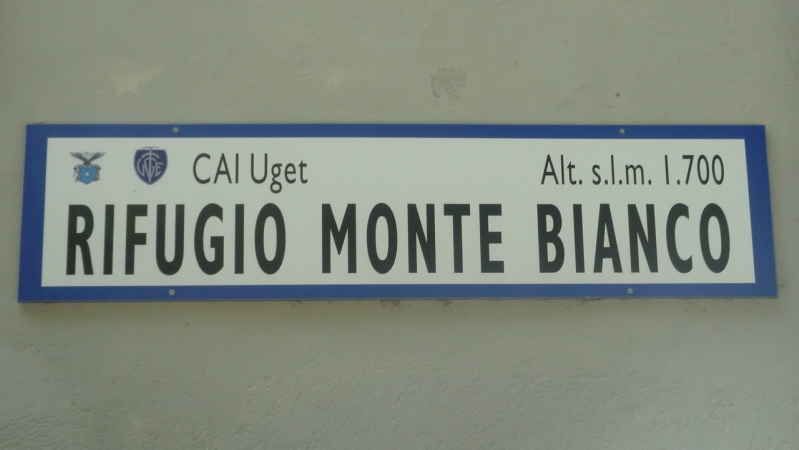 CAI Uget Alt. s.l.m. 1.700
RIFUGIO MONTE BIANCO